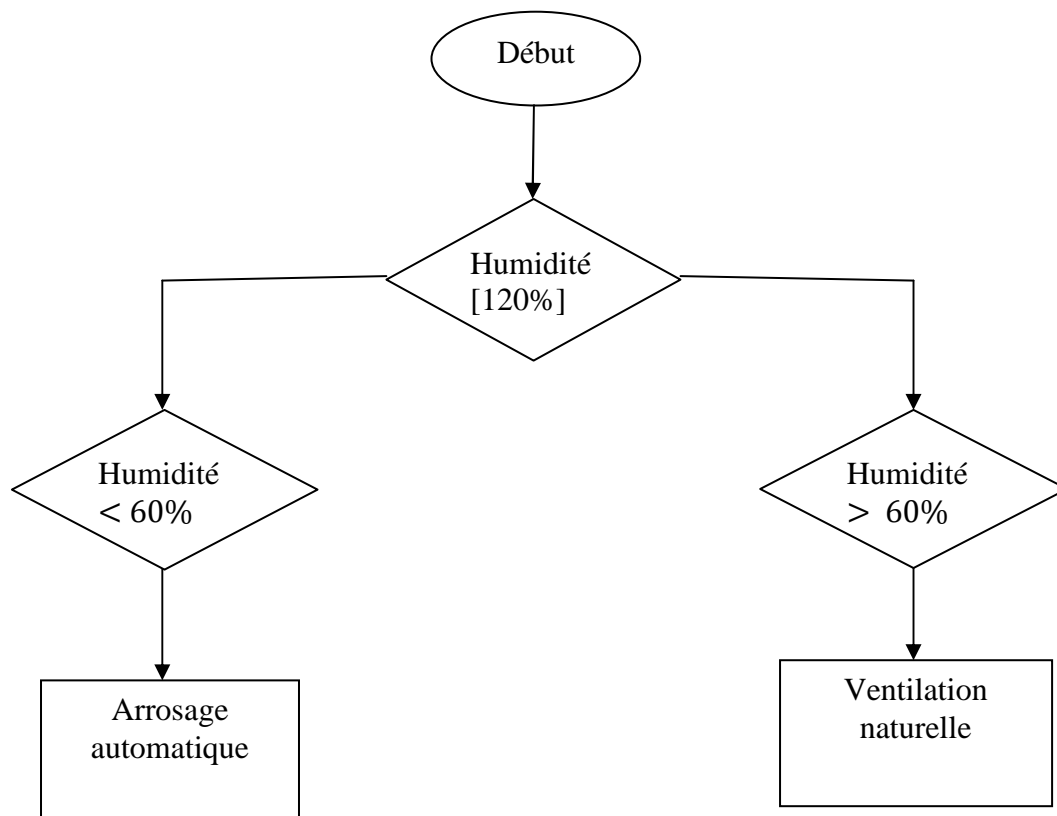 Début
Humidité
[120%]
Humidité
< 60%
Humidité
> 60%
Arrosage
automatique
Ventilation
naturelle